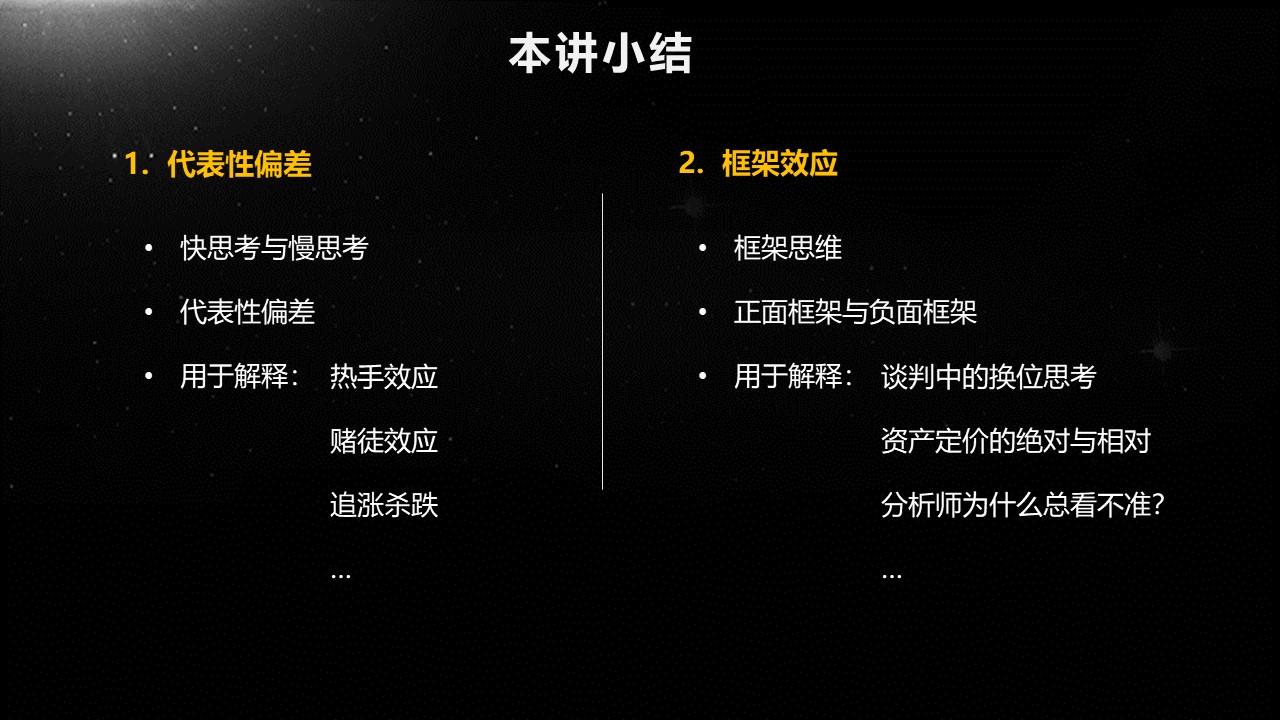 本讲小结
1. 代表性偏差
• 快思考与慢思考
• 代表性偏差
• 用于解释： 热手效应
赌徒效应
追涨杀跌
...
2. 框架效应
• 框架思维
• 正面框架与负面框架
• 用于解释： 谈判中的换位思考
资产定价的绝对与相对
分析师为什么总看不准？
...